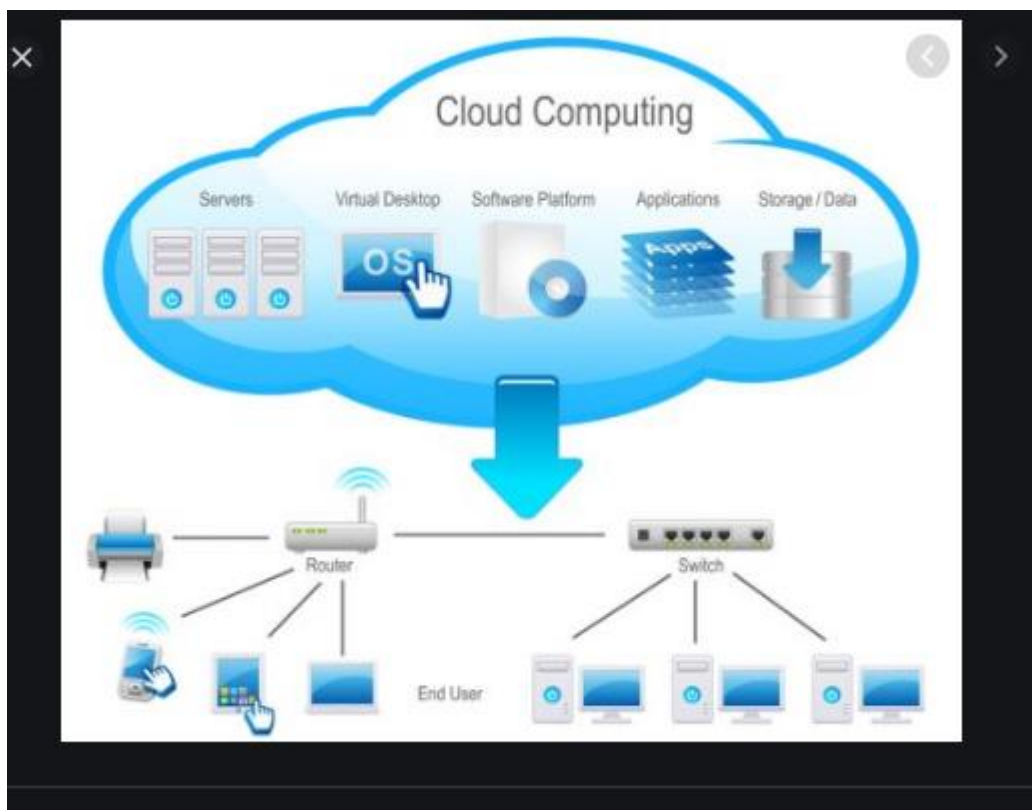 Cloud Computing
Servers Virtual Desktop Software Platform Applications Storage / Data
OS Apps
Router Switch
End User